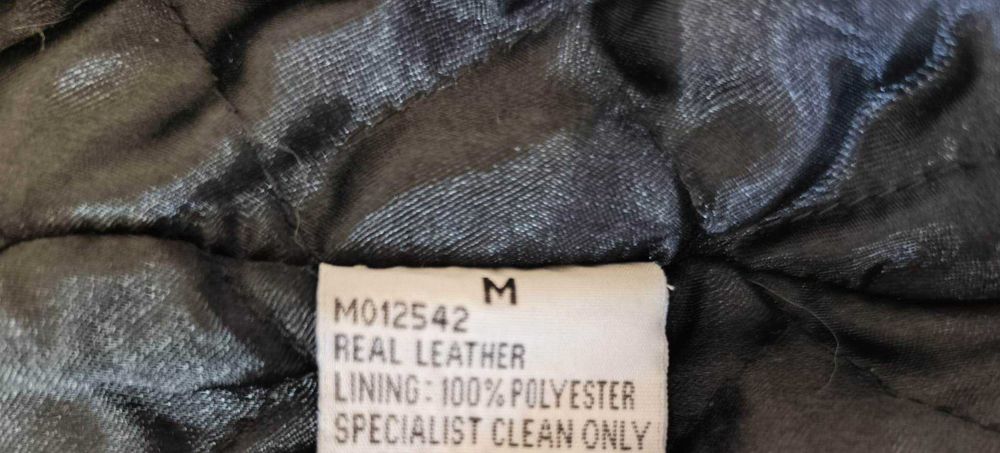 M
M012542
REAL LEATHER
LINING: 100% POLYESTER
SPECIALIST CLEAN ONLY